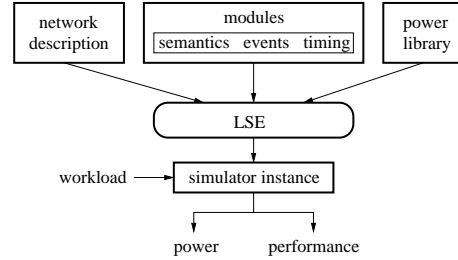 network
description
modules
semantics events timing
power
library
LSE
workload
simulator instance
power
performance